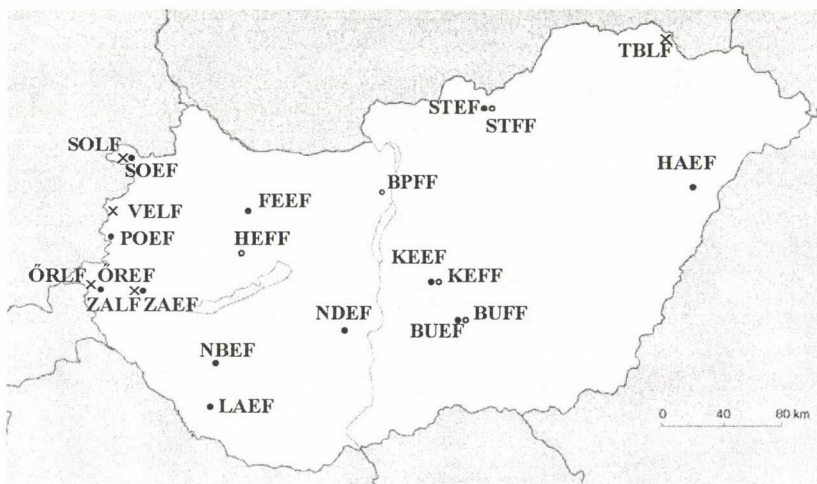 TBLF
STEF
STFF
SOLF
SOEF
HAEF
BPFF
VELF
FEEF
POEF
HEFF
KEEF
KEFF
ŐRLF
ŐREF
ZALF
ZAEF
NDEF
BUEF
BUFF
NBEF
LAEF
0 40 80 km